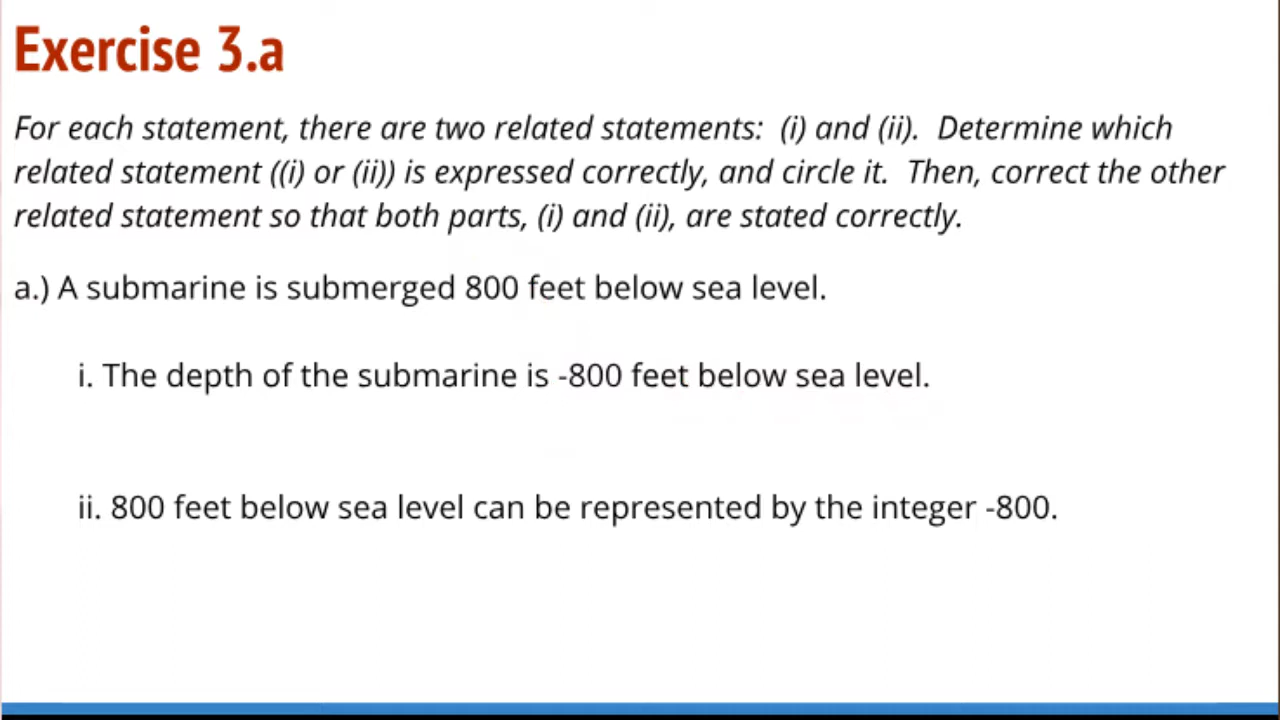 Exercise 3.a
For each statement, there are two related statements:  (i) and (ii).  Determine which
related statement ((i) or (ii)) is expressed correctly, and circle it.  Then, correct the other
related statement so that both parts, (i) and (ii), are stated correctly.
a.) A submarine is submerged 800 feet below sea level.
i. The depth of the submarine is -800 feet below sea level.
ii. 800 feet below sea level can be represented by the integer -800.